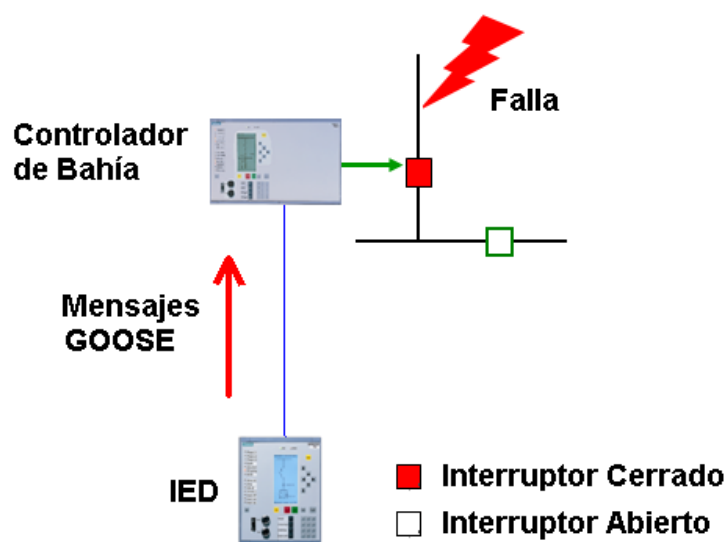 Falla
Controlador
de Bahía
Mensajes
GOOSE
IED
Interruptor Cerrado
Interruptor Abierto